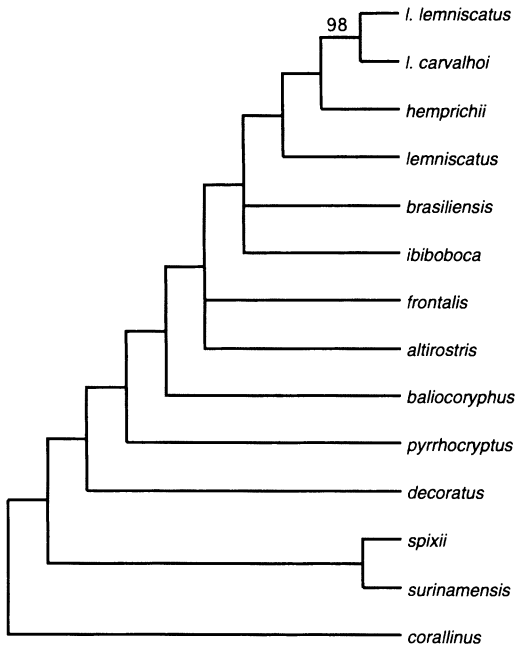 98
l. lemniscatus
l. carvalhoi
hemprichii
lemniscatus
brasiliensis
ibiboboca
frontalis
altirostris
baliocoryphus
pyrrhocryptus
decoratus
spixii
surinamensis
corallinus